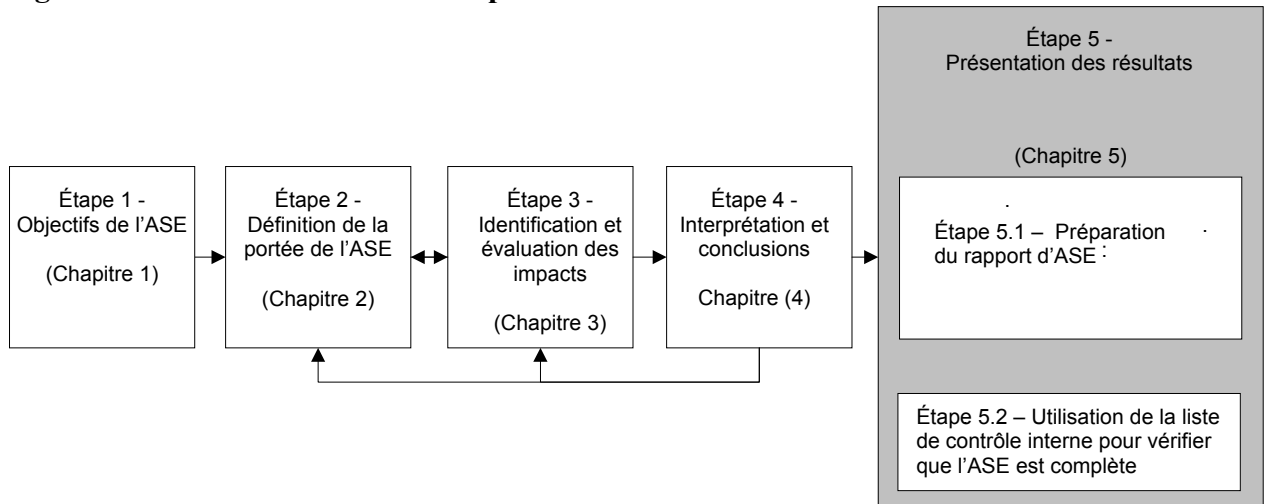 Étape 1 -
Objectifs de l'ASE
(Chapitre 1)
Étape 2 -
Définition de la
portée de l'ASE
(Chapitre 2)
Étape 3 -
Identification et
évaluation des
impacts
(Chapitre 3)
Étape 4 -
Interprétation et
conclusions
Chapitre (4)
Étape 5 -
Présentation des résultats
(Chapitre 5)
Étape 5.1 – Préparation
du rapport d'ASE :
Étape 5.2 – Utilisation de la liste
de contrôle interne pour vérifier
que l'ASE est complète